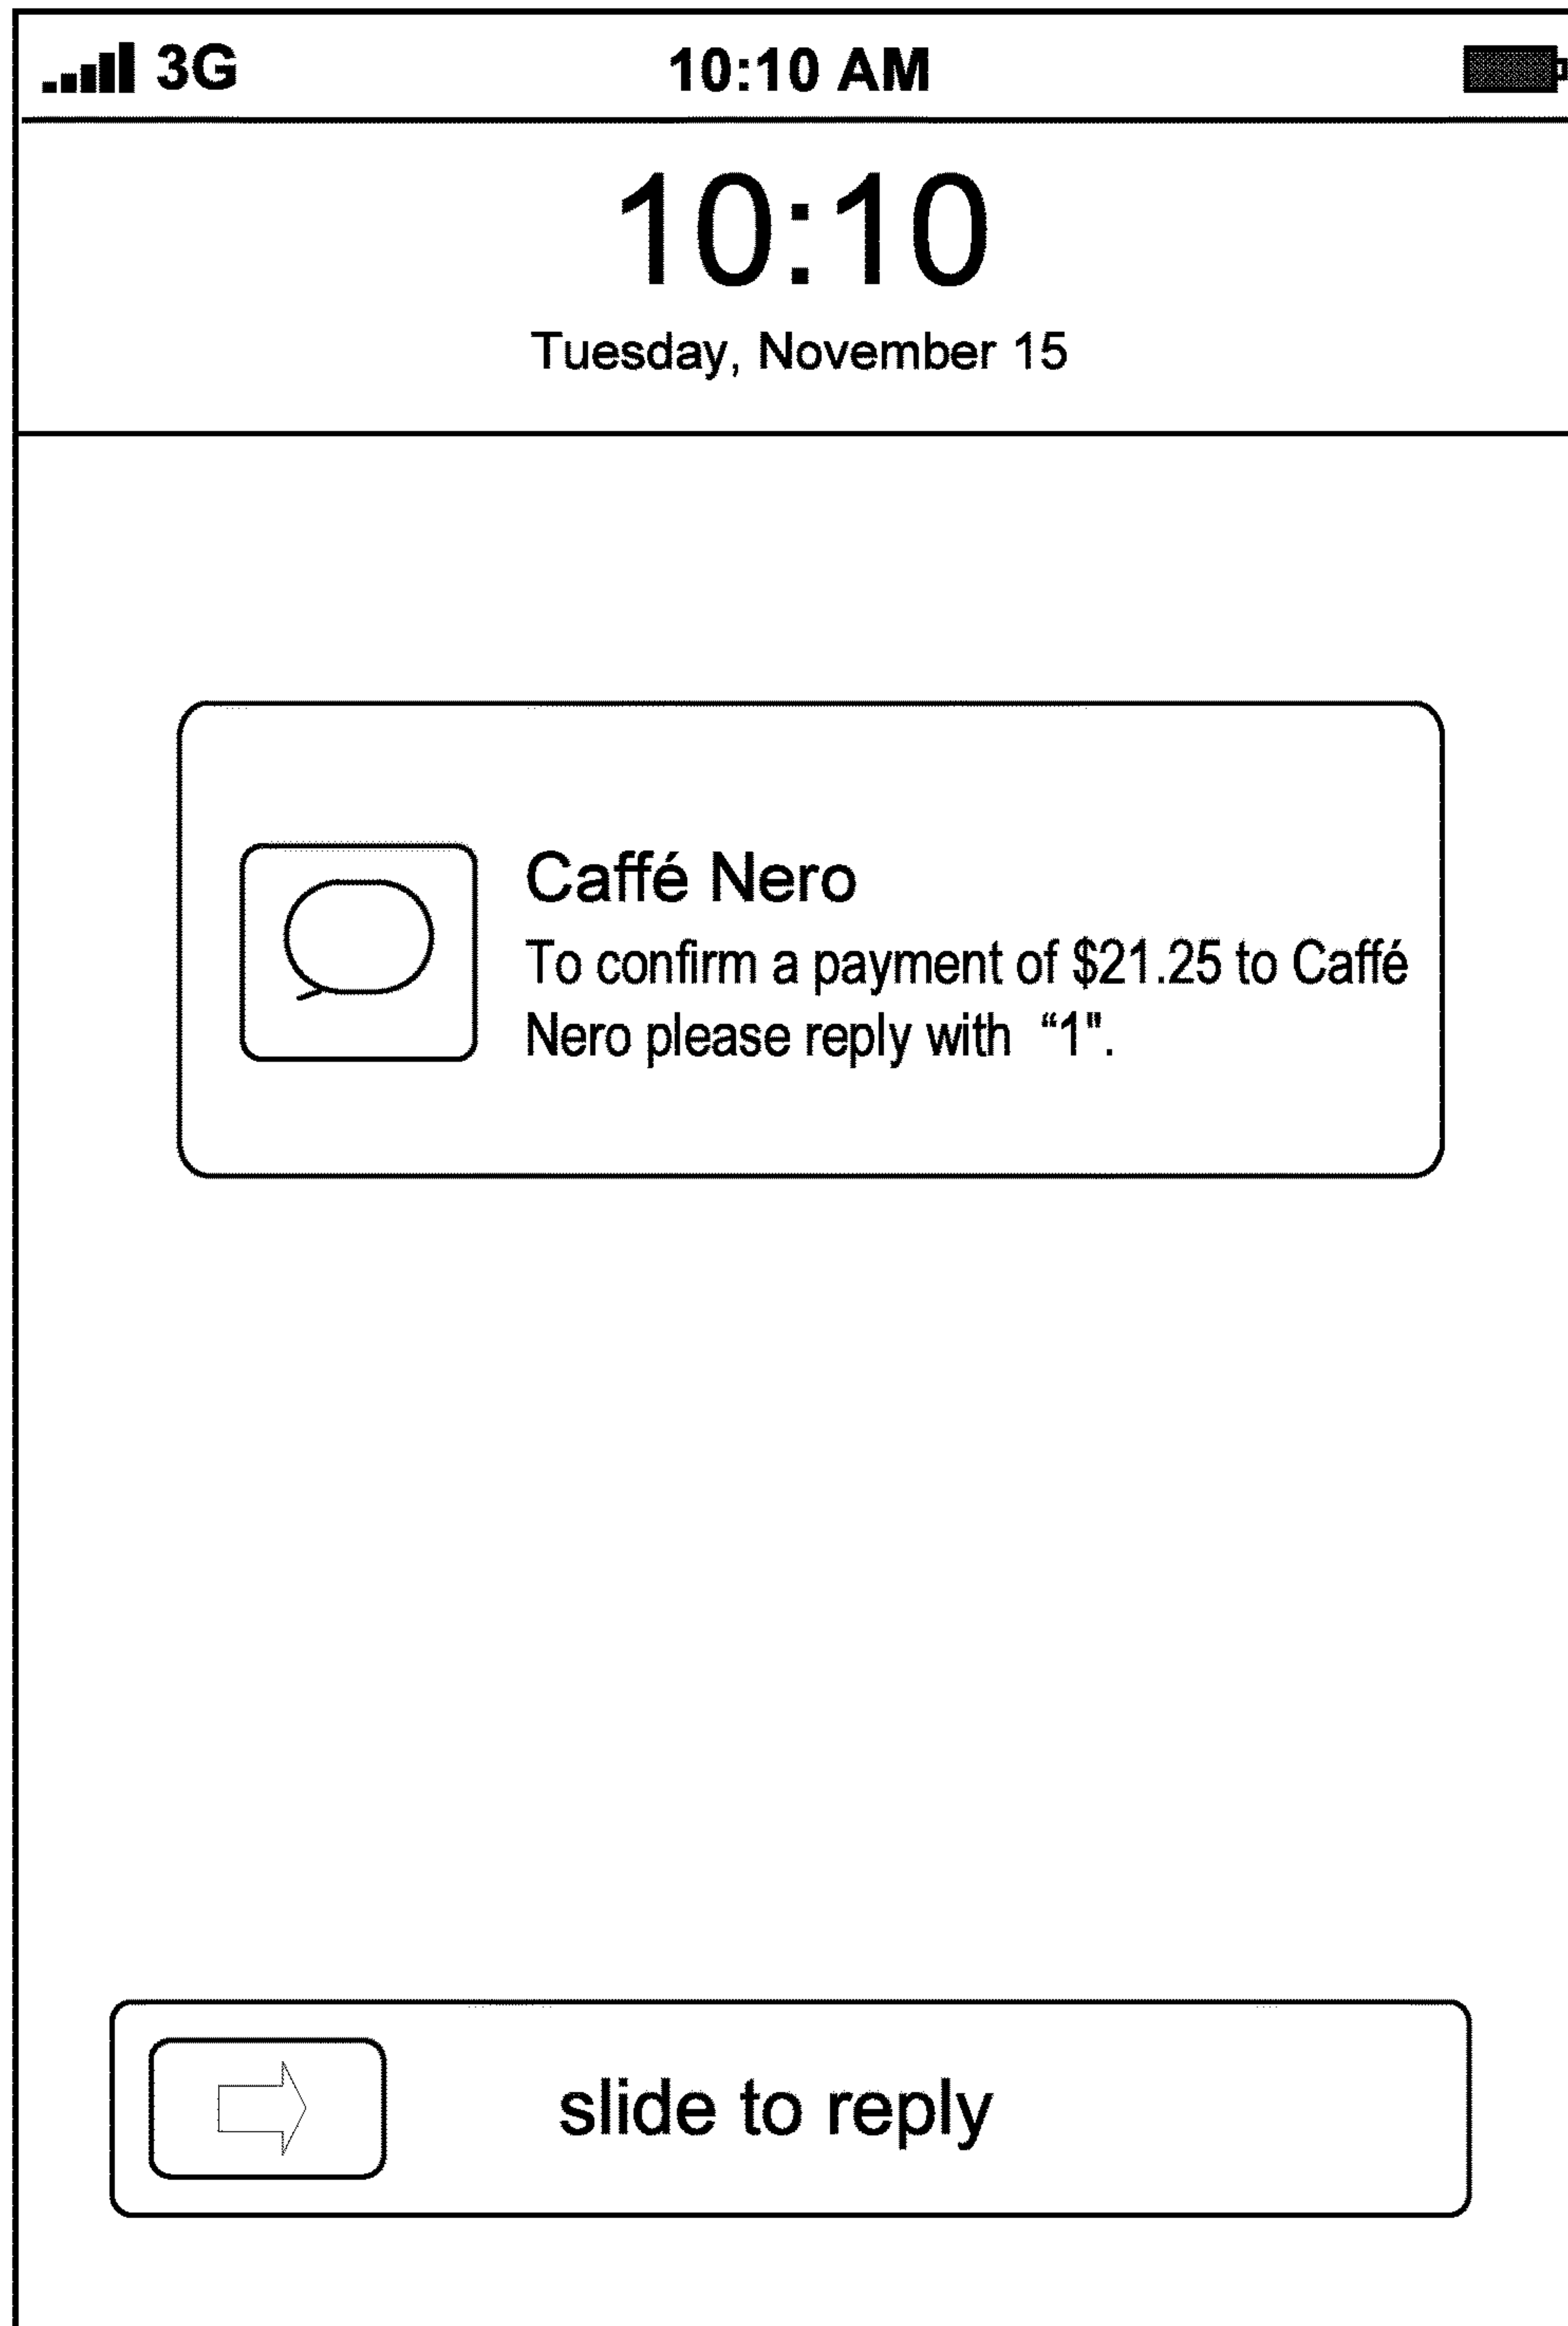 3G 10:10 AM
10:10
Tuesday, November 15
Caffé Nero
To confirm a payment of $21.25 to Caffé
Nero please reply with “1".
slide to reply